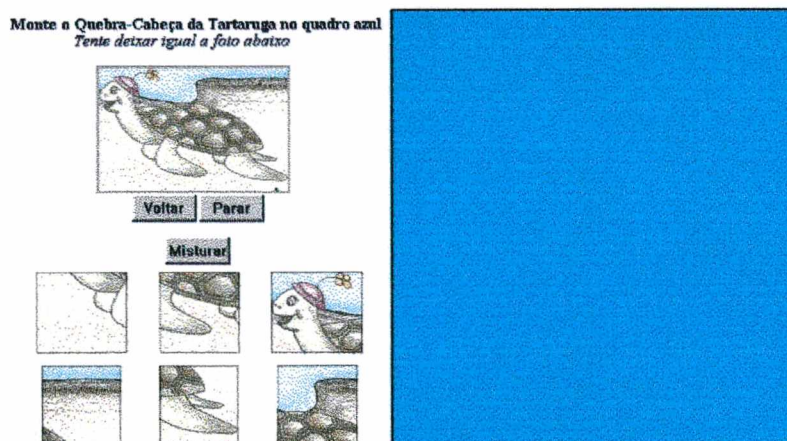 Monte o Quebra-Cabeça da Tartaruga no quadro azul
Tente deixar igual a foto abaixo
Voltar Parar
Misturar